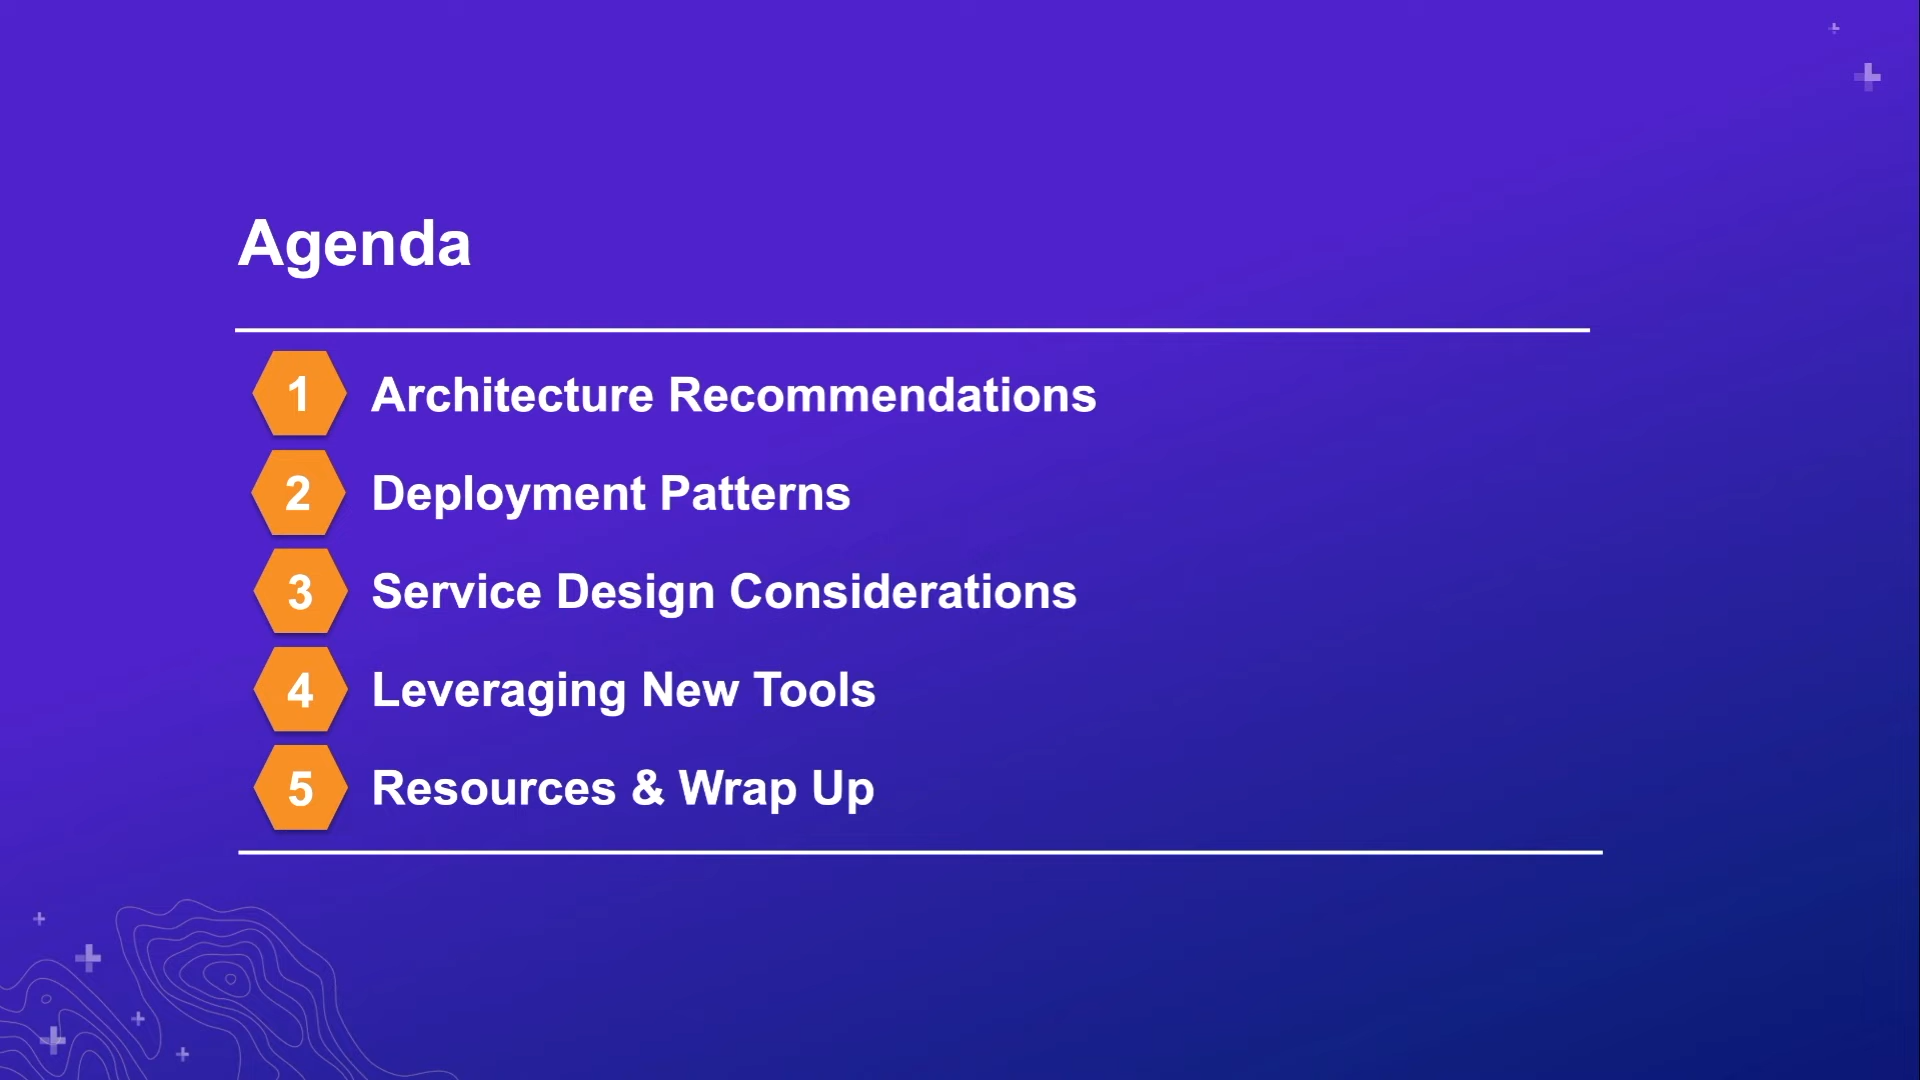 Agenda
1 Architecture Recommendations
2 Deployment Patterns
3 Service Design Considerations
4 Leveraging New Tools
5 Resources & Wrap Up